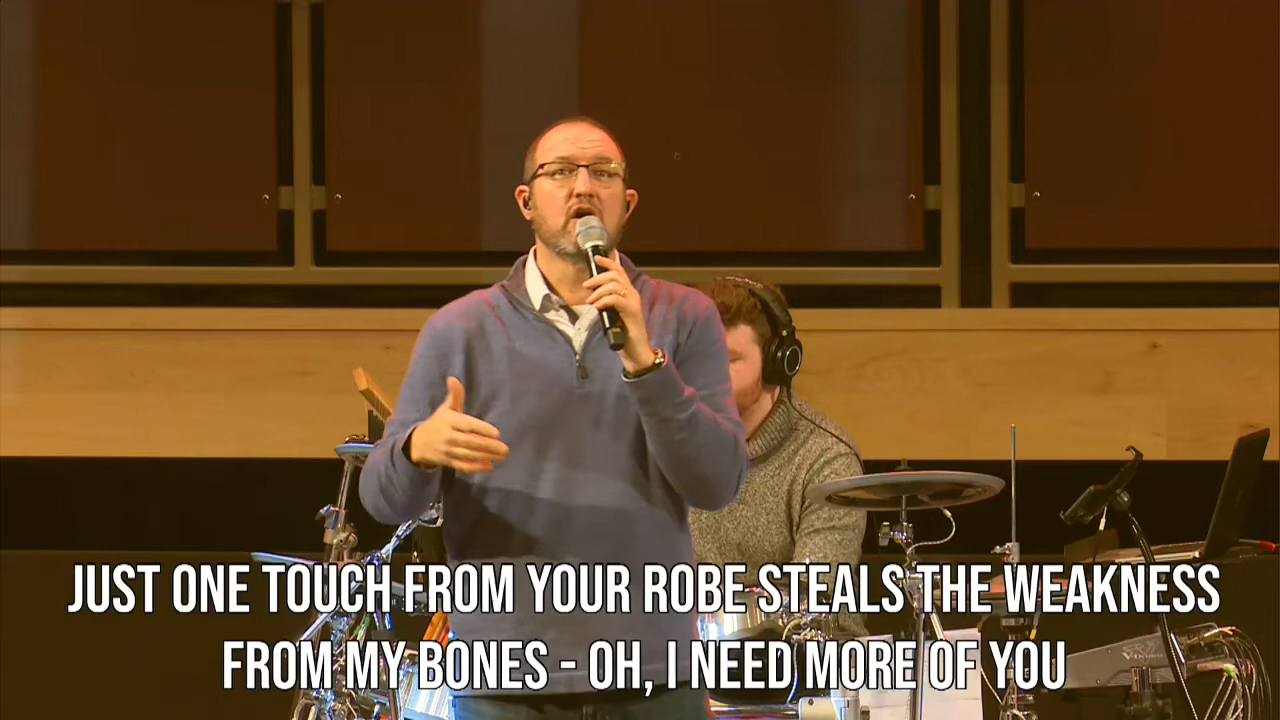 JUST ONE TOUCH FROM YOUR ROBE STEALS THE WEAKNESS
FROM MY BONES - OH, I NEED MORE OF YOU